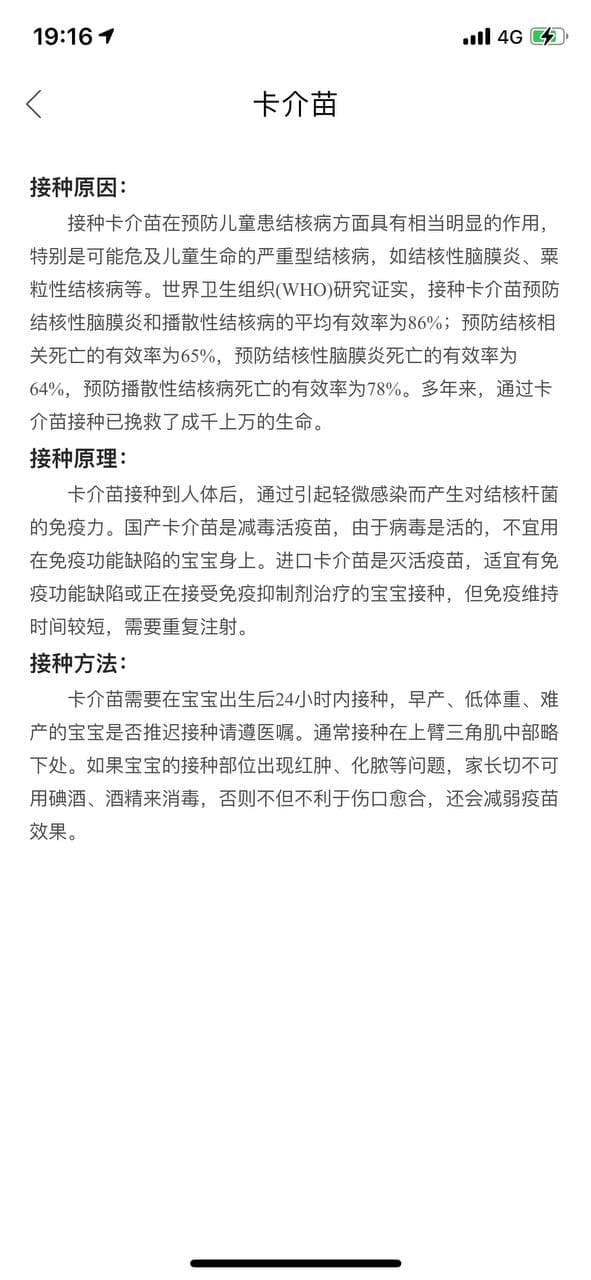 19:16
4G
卡介苗
接种原因：
接种卡介苗在预防儿童患结核病方面具有相当明显的作用，
特别是可能危及儿童生命的严重型结核病，如结核性脑膜炎、粟
粒性结核病等。世界卫生组织(WHO)研究证实，接种卡介苗预防
结核性脑膜炎和播散性结核病的平均有效率为86%；预防结核相
关死亡的有效率为65%，预防结核性脑膜炎死亡的有效率为
64%，预防播散性结核病死亡的有效率为78%。多年来，通过卡
介苗接种已挽救了成千上万的生命。
接种原理：
卡介苗接种到人体后，通过引起轻微感染而产生对结核杆菌
的免疫力。国产卡介苗是减毒活疫苗，由于病毒是活的，不宜用
在免疫功能缺陷的宝宝身上。进口卡介苗是灭活疫苗，适宜有免
疫功能缺陷或正在接受免疫抑制剂治疗的宝宝接种，但免疫维持
时间较短，需要重复注射。
接种方法：
卡介苗需要在宝宝出生后24小时内接种，早产、低体重、难
产的宝宝是否推迟接种请遵医嘱。通常接种在上臂三角肌中部略
下处。如果宝宝的接种部位出现红肿、化脓等问题，家长切不可
用碘酒、酒精来消毒，否则不但不利于伤口愈合，还会减弱疫苗
效果。